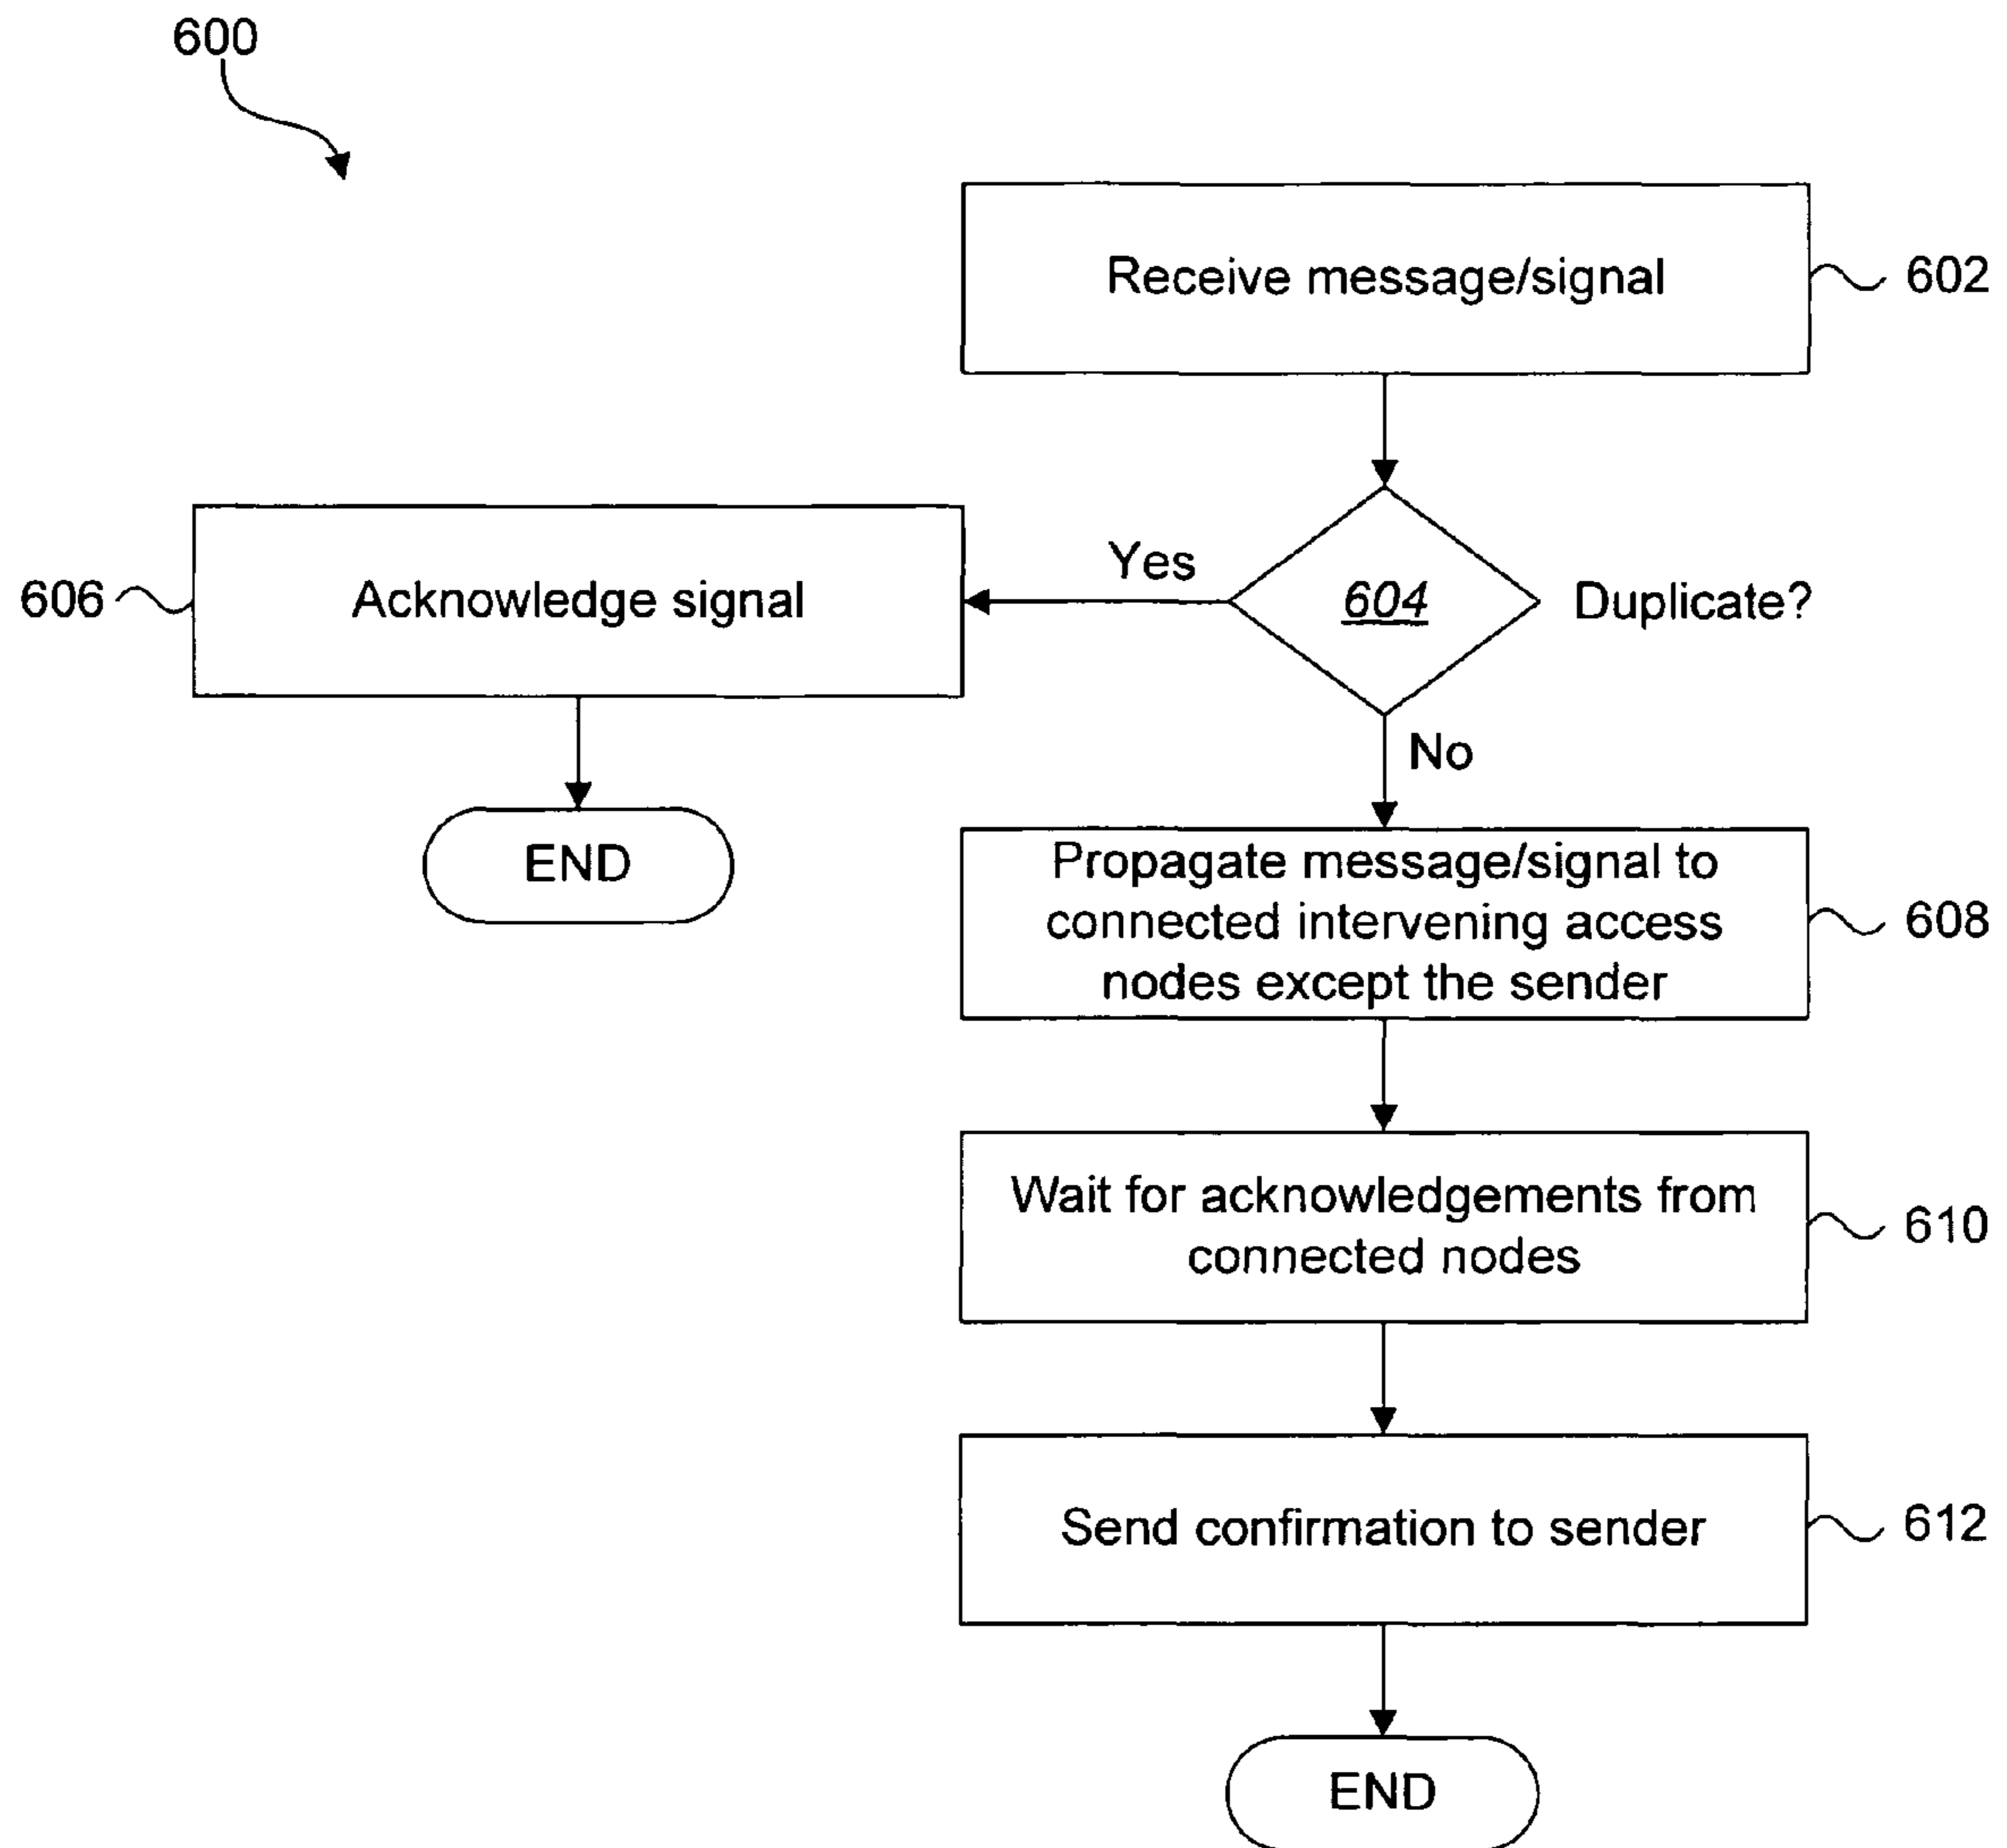 600
Receive message/signal
602
Yes
604
Duplicate?
606
Acknowledge signal
No
END
Propagate message/signal to
connected intervening access
nodes except the sender
608
Wait for acknowledgements from
connected nodes
610
Send confirmation to sender
612
END